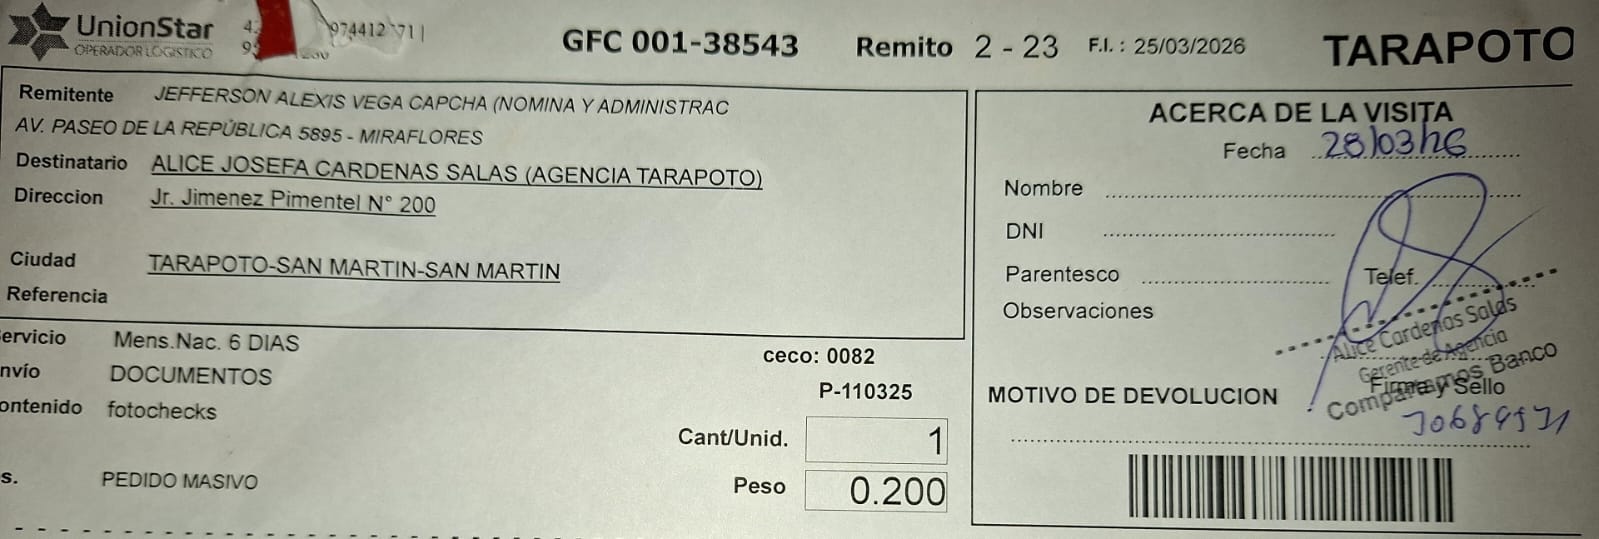 UnionStar
OPERADOR LOGISTICO
GFC 001-38543 Remito 2 - 23 F.I. : 25/03/2026 TARAPOTO
Remitente JEFFERSON ALEXIS VEGA CAPCHA (NOMINA Y ADMINISTRAC
AV. PASEO DE LA REPÚBLICA 5895 - MIRAFLORES
Destinatario ALICE JOSEFA CARDENAS SALAS (AGENCIA TARAPOTO)
Direccion Jr. Jimenez Pimentel N° 200
Ciudad TARAPOTO-SAN MARTIN-SAN MARTIN
Referencia
ervicio Mens.Nac. 6 DIAS
nvío DOCUMENTOS
ontenido fotochecks
s. PEDIDO MASIVO
ceco: 0082
P-110325
Cant/Unid. 1
Peso 0.200
ACERCA DE LA VISITA
Fecha 28/03/26
Nombre
DNI
Parentesco Telef.
Observaciones
Alice Cardenas Salas
Gerente de Agencia
Compartamos Banco
Firma y Sello
MOTIVO DE DEVOLUCION